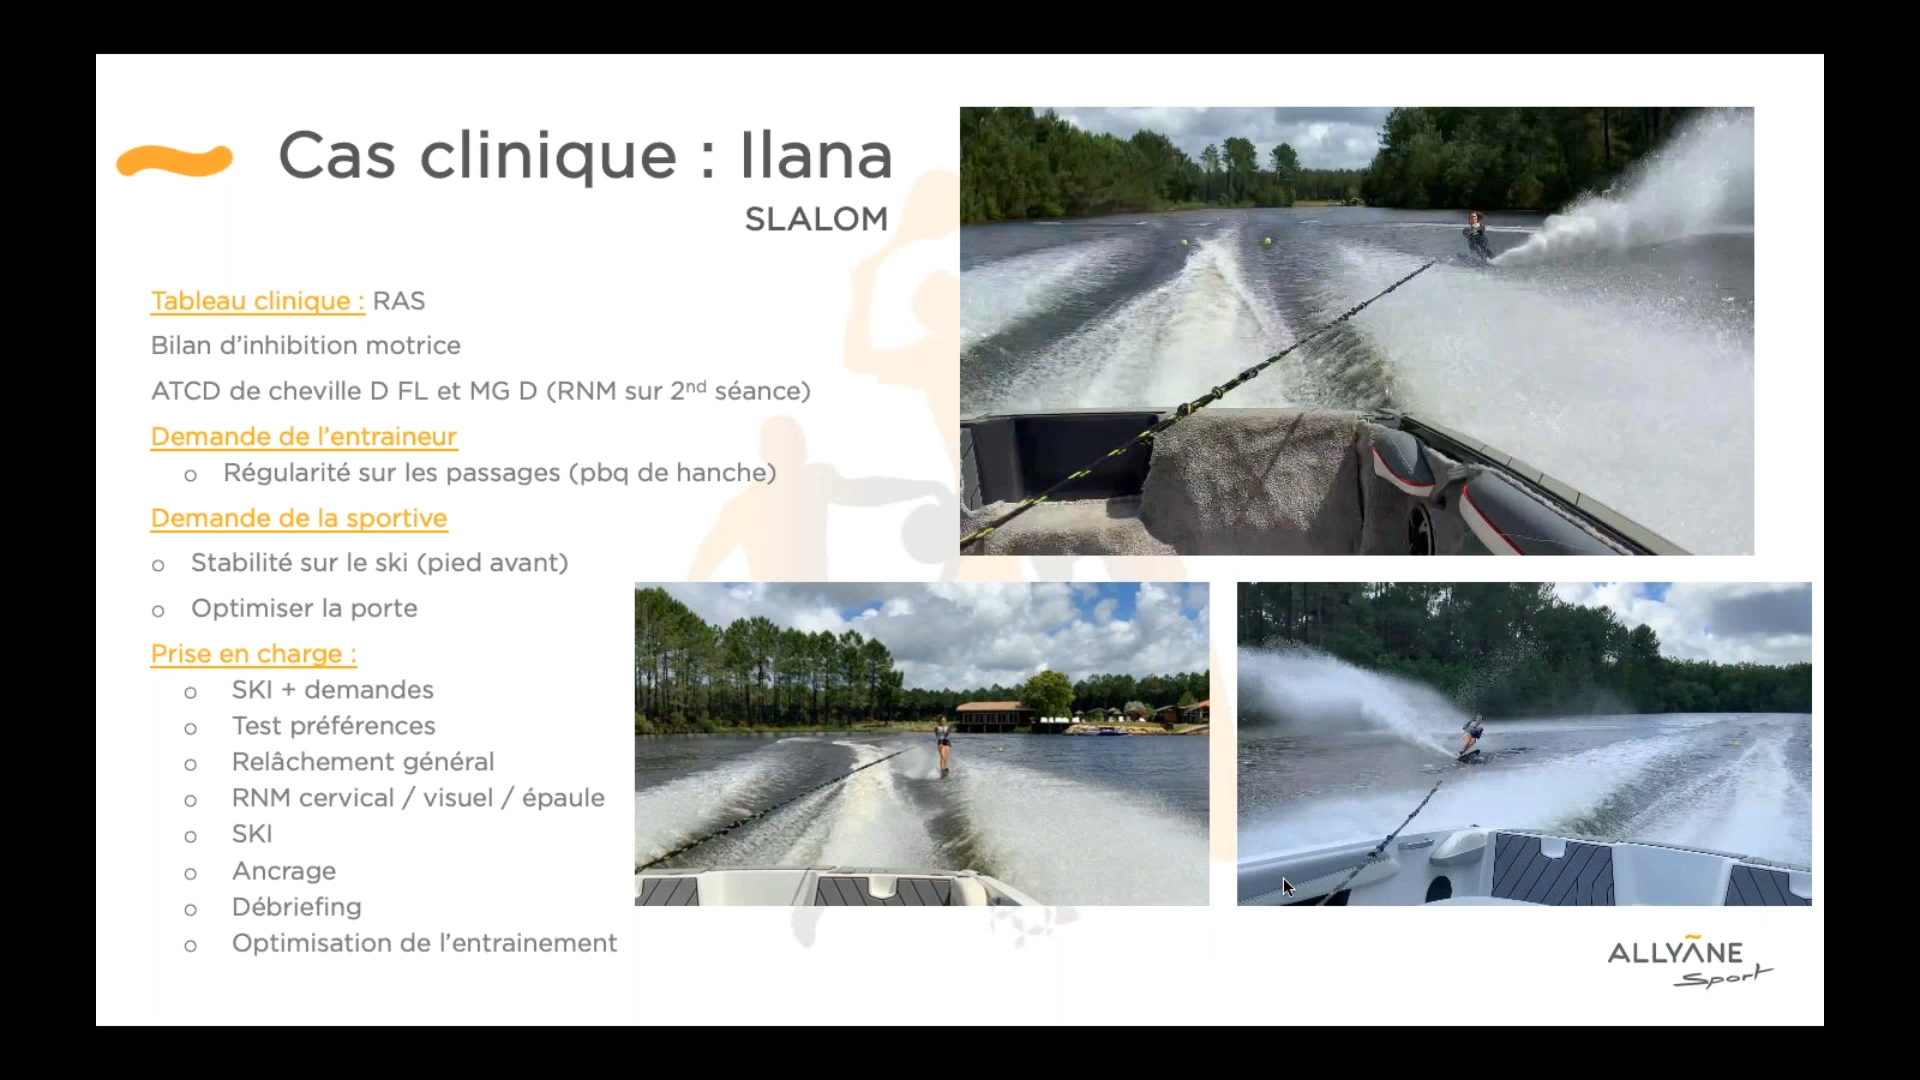 Cas clinique : Ilana
SLALOM
Tableau clinique : RAS
Bilan d'inhibition motrice
ATCD de cheville D FL et MG D (RNM sur 2nd séance)
Demande de l'entraineur
o Régularité sur les passages (pbq de hanche)
Demande de la sportive
o Stabilité sur le ski (pied avant)
o Optimiser la porte
Prise en charge :
o SKI + demandes
o Test préférences
o Relâchement général
o RNM cervical / visuel / épaule
o SKI
o Ancrage
o Débriefing
o Optimisation de l'entrainement
ALLYANE
Sport